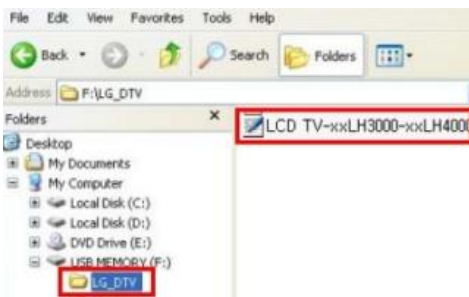 File Edit View Favorites Tools Help
Back Search Folders
Address F:\LG_DTV
Folders × LCD TV-xxLH3000-xxLH4000
Desktop
My Documents
My Computer
Local Disk (C:)
Local Disk (D:)
DVD Drive (E:)
USB MEMORY (F:)
LG_DTV